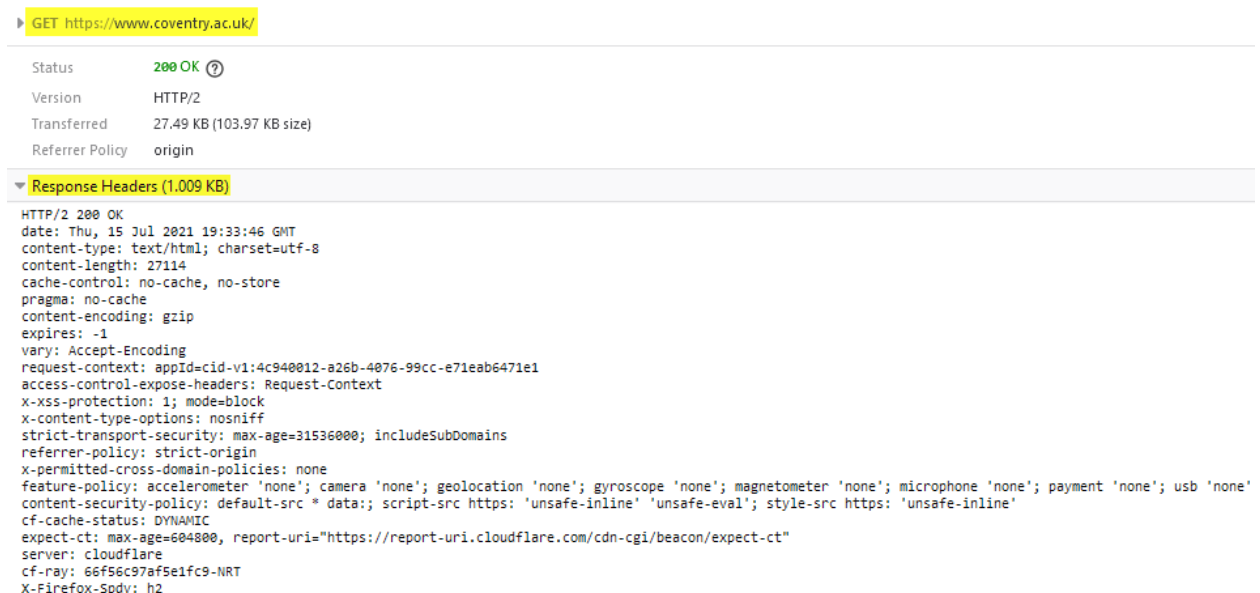 GET https://www.coventry.ac.uk/
Status 200 OK
Version HTTP/2
Transferred 27.49 KB (103.97 KB size)
Referrer Policy origin
Response Headers (1.009 KB)
HTTP/2 200 OK
date: Thu, 15 Jul 2021 19:33:46 GMT
content-type: text/html; charset=utf-8
content-length: 27114
cache-control: no-cache, no-store
pragma: no-cache
content-encoding: gzip
expires: -1
vary: Accept-Encoding
request-context: appId=cid-v1:4c940012-a26b-4076-99cc-e71eab6471e1
access-control-expose-headers: Request-Context
x-xss-protection: 1; mode=block
x-content-type-options: nosniff
strict-transport-security: max-age=31536000; includeSubDomains
referrer-policy: strict-origin
x-permitted-cross-domain-policies: none
feature-policy: accelerometer 'none'; camera 'none'; geolocation 'none'; gyroscope 'none'; magnetometer 'none'; microphone 'none'; payment 'none'; usb 'none'
content-security-policy: default-src * data:; script-src https: 'unsafe-inline' 'unsafe-eval'; style-src https: 'unsafe-inline'
cf-cache-status: DYNAMIC
expect-ct: max-age=604800, report-uri="https://report-uri.cloudflare.com/cdn-cgi/beacon/expect-ct"
server: cloudflare
cf-ray: 66f56c97af5e1fc9-NRT
X-Firefox-Spdy: h2